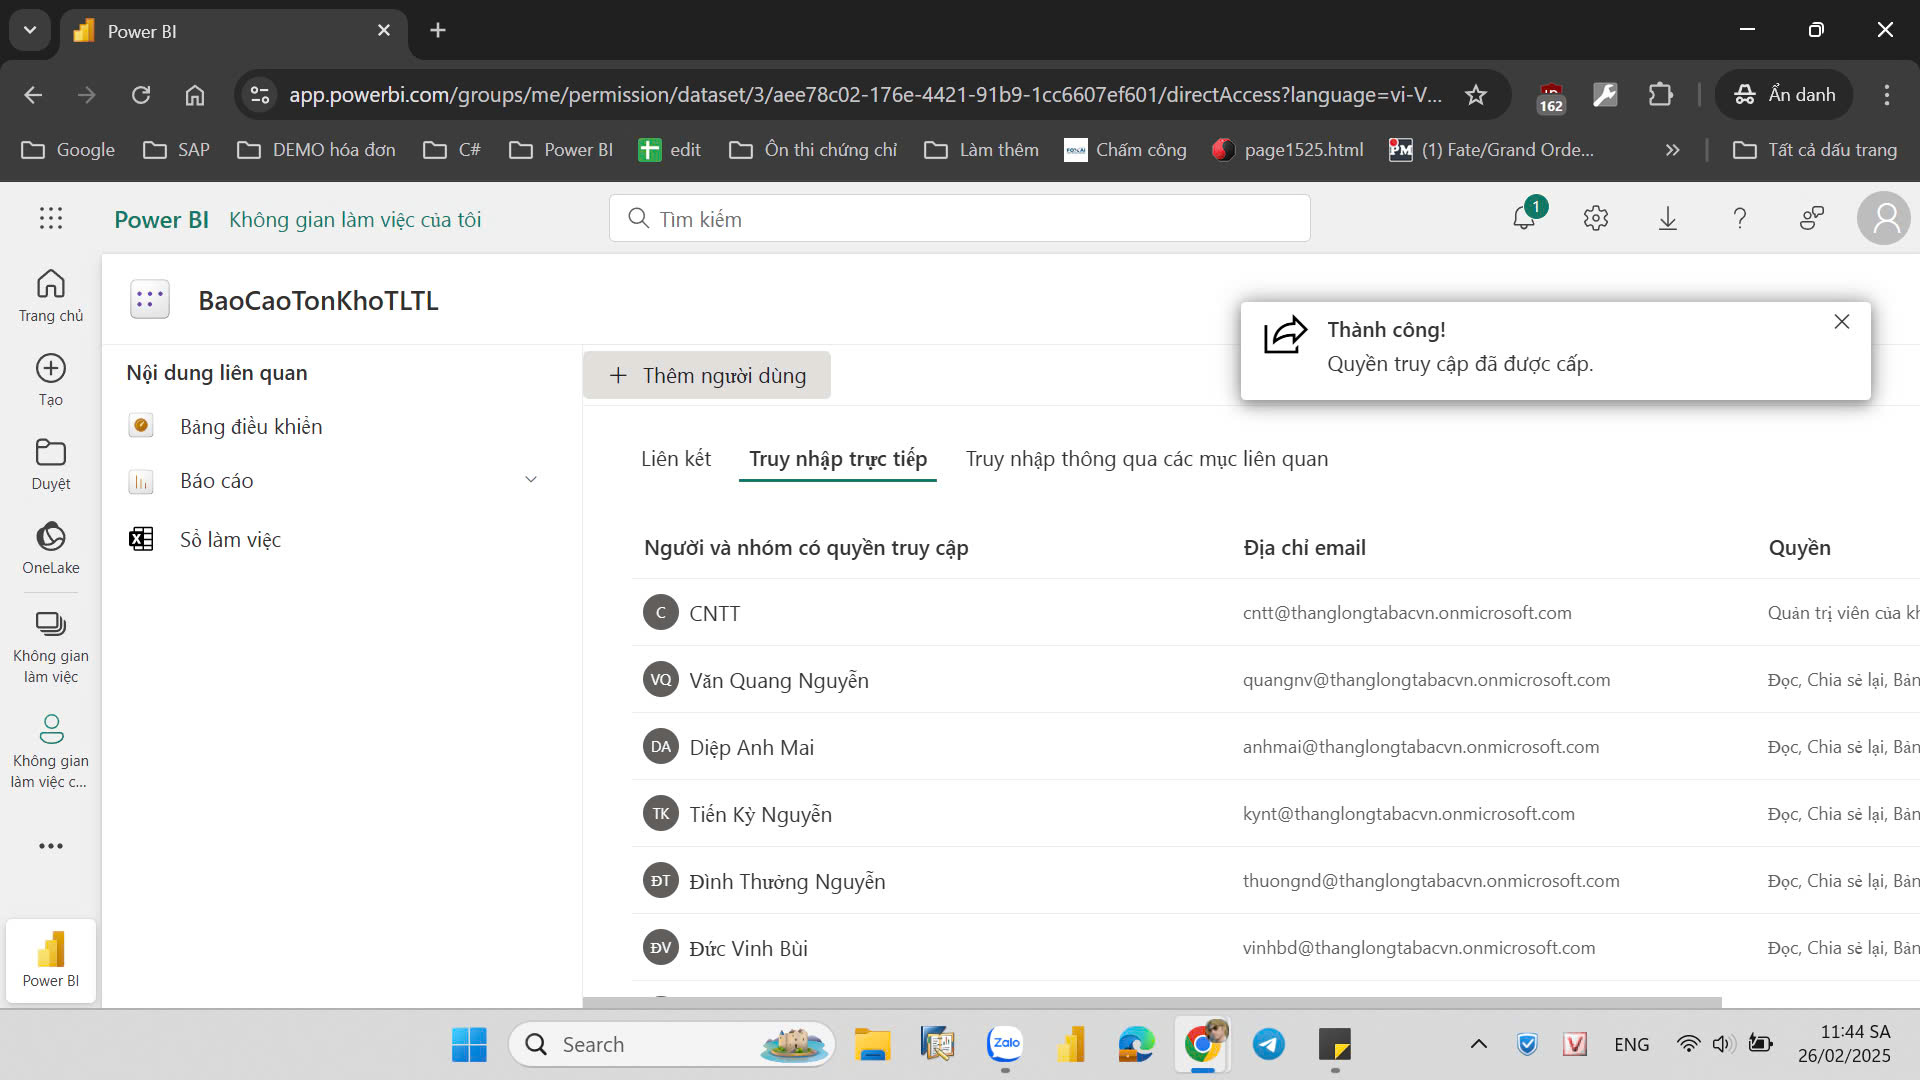 Power BI
app.powerbi.com/groups/me/permission/dataset/3/aee78c02-176e-4421-91b9-1cc6607ef601/directAccess?language=vi-V...
162
Ẩn danh
Google
SAP
DEMO hóa đơn
C#
Power BI
edit
Ôn thi chứng chỉ
Làm thêm
Chấm công
page1525.html
(1) Fate/Grand Orde...
Tất cả dấu trang
Power BI
Không gian làm việc của tôi
Tìm kiếm
1
Trang chủ
Tạo
Duyệt
OneLake
Không gian
làm việc
Không gian
làm việc c...
Power BI
BaoCaoTonKhoTLTL
Thành công!
Quyền truy cập đã được cấp.
Nội dung liên quan
Bảng điều khiển
Báo cáo
Sổ làm việc
Thêm người dùng
Liên kết
Truy nhập trực tiếp
Truy nhập thông qua các mục liên quan
Người và nhóm có quyền truy cập
Địa chỉ email
Quyền
C CNTT cntt@thanglongtabacvn.onmicrosoft.com Quản trị viên của kh
VQ Văn Quang Nguyễn quangnv@thanglongtabacvn.onmicrosoft.com Đọc, Chia sẻ lại, Bản
DA Diệp Anh Mai anhmai@thanglongtabacvn.onmicrosoft.com Đọc, Chia sẻ lại, Bản
TK Tiến Kỳ Nguyễn kynt@thanglongtabacvn.onmicrosoft.com Đọc, Chia sẻ lại, Bản
ĐT Đình Thưởng Nguyễn thuongnd@thanglongtabacvn.onmicrosoft.com Đọc, Chia sẻ lại, Bản
ĐV Đức Vinh Bùi vinhbd@thanglongtabacvn.onmicrosoft.com Đọc, Chia sẻ lại, Bản
Search
Zalo
ENG
11:44 SA
26/02/2025